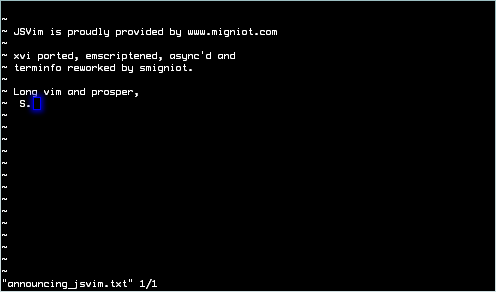 ~
~ JSVim is proudly provided by www.migniot.com
~
~ xvi ported, emscriptened, async'd and
~ terminfo reworked by smigniot.
~
~ Long vim and prosper,
~  S.
~
~
~
~
~
~
~
~
~
~
~
~
~
~
"announcing_jsvim.txt" 1/1